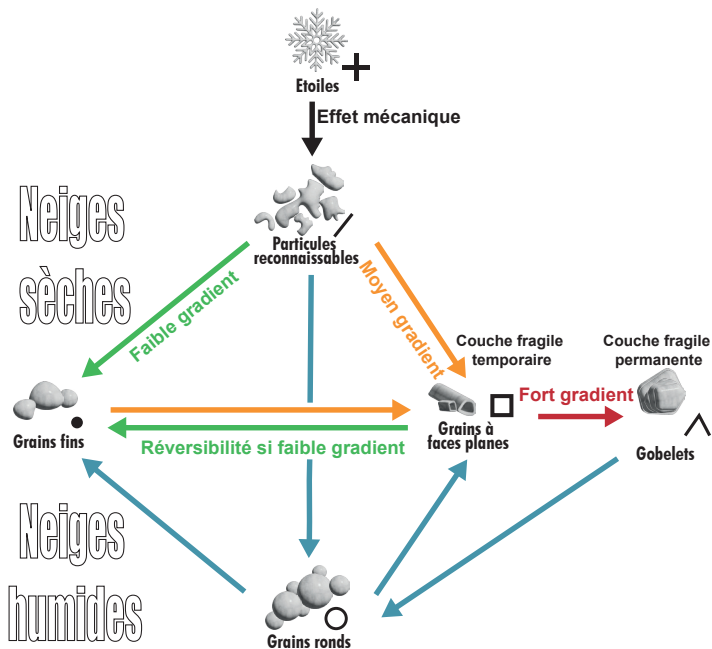 Etoiles
Effet mécanique
Neiges
sèches
Particules
reconnaissables
Faible gradient
Moyen gradient
Couche fragile
temporaire
Couche fragile
permanente
Fort gradient
Grains fins
Réversibilité si faible gradient
Grains à
faces planes
Gobelets
Neiges
humides
Grains ronds